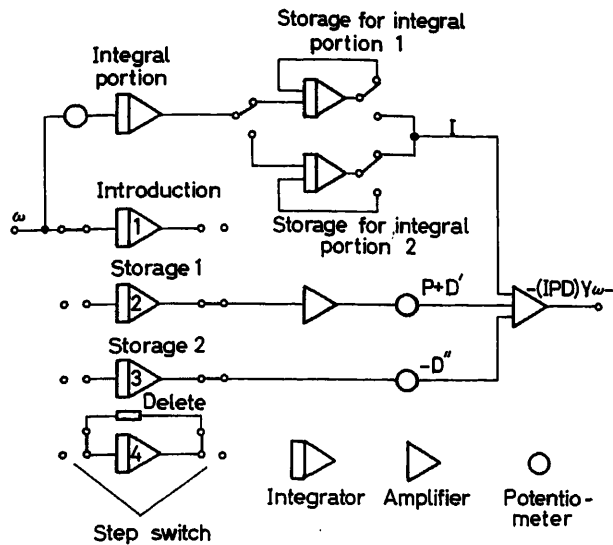 Storage for integral
portion 1
Integral
portion
I
Introduction
ω
1
Storage for integral
portion 2
Storage 1
2
P+D'
-(IPD)Yω-
Storage 2
3
-D"
Delete
4
Integrator
Amplifier
Potentio-
meter
Step switch